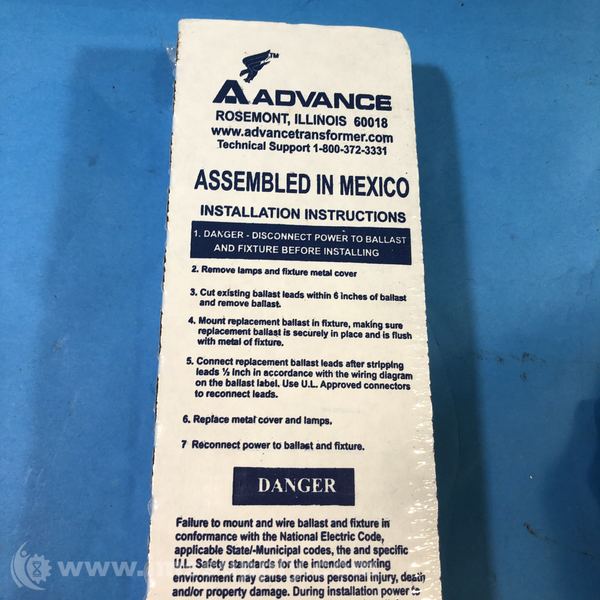 TM
ADVANCE
ROSEMONT, ILLINOIS 60018
www.advancetransformer.com
Technical Support 1-800-372-3331
ASSEMBLED IN MEXICO
INSTALLATION INSTRUCTIONS
1. DANGER - DISCONNECT POWER TO BALLAST
AND FIXTURE BEFORE INSTALLING
2. Remove lamps and fixture metal cover
3. Cut existing ballast leads within 6 inches of ballast
and remove ballast.
4. Mount replacement ballast in fixture, making sure
replacement ballast is securely in place and is flush
with metal of fixture.
5. Connect replacement ballast leads after stripping
leads ½ inch in accordance with the wiring diagram
on the ballast label. Use U.L. Approved connectors
to reconnect leads.
6. Replace metal cover and lamps.
7 Reconnect power to ballast and fixture.
DANGER
Failure to mount and wire ballast and fixture in
conformance with the National Electric Code,
applicable State/-Municipal codes, the and specific
U.L. Safety standards for the intended working
environment may cause serious personal injury, death
and/or property damage. During installation power to
www.